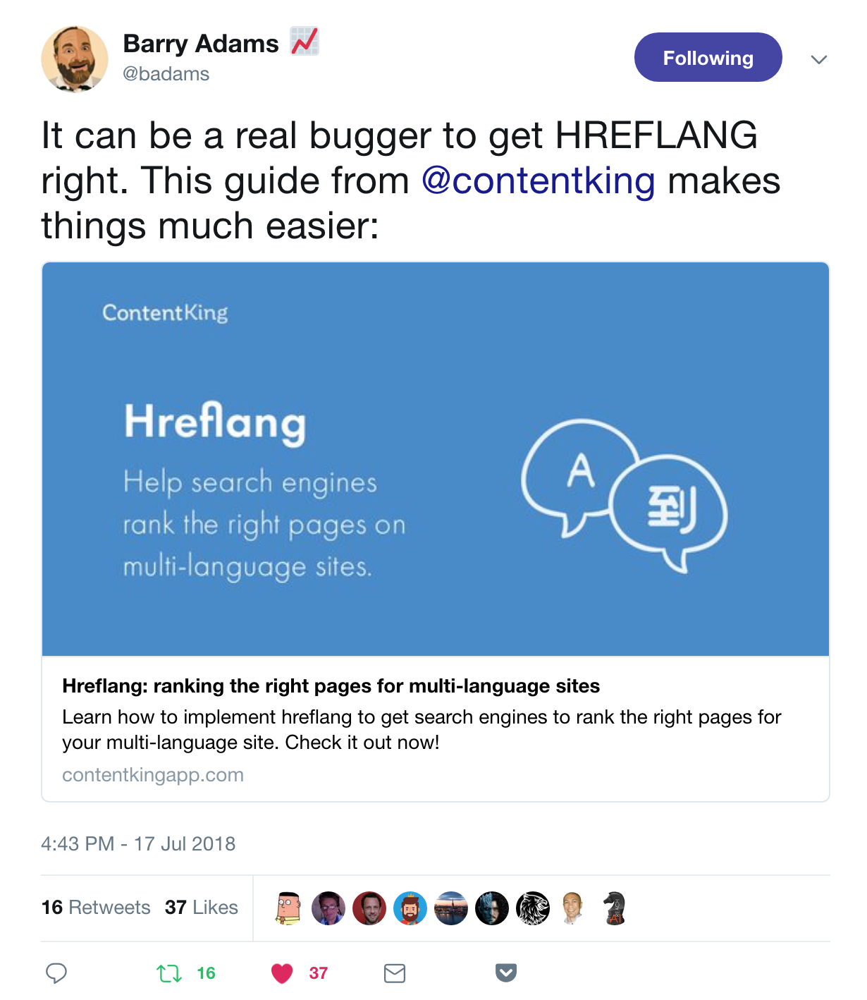 Barry Adams
@badams
Following
It can be a real bugger to get HREFLANG
right. This guide from @contentking makes
things much easier:
ContentKing
Hreflang
Help search engines
rank the right pages on
multi-language sites.
A
到
Hreflang: ranking the right pages for multi-language sites
Learn how to implement hreflang to get search engines to rank the right pages for
your multi-language site. Check it out now!
contentkingapp.com
4:43 PM - 17 Jul 2018
16 Retweets 37 Likes
16
37